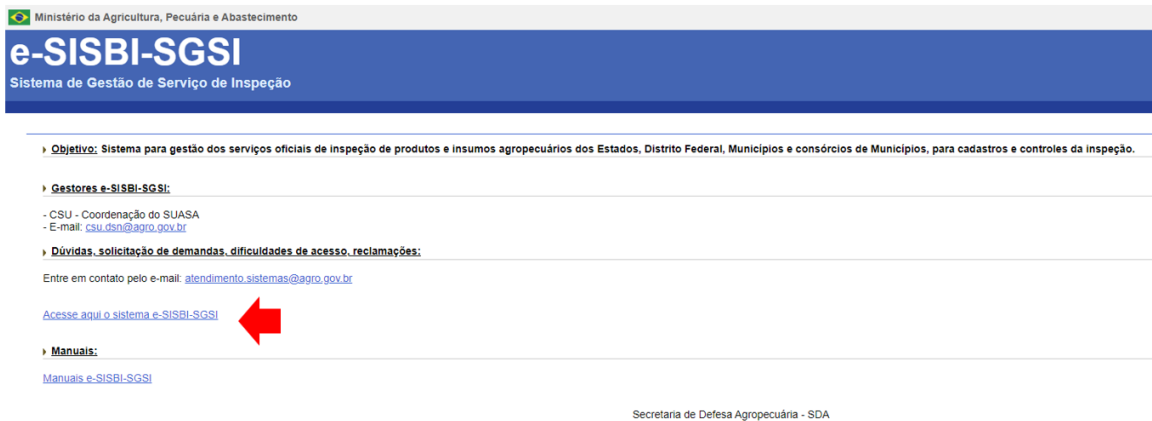 Ministério da Agricultura, Pecuária e Abastecimento
e-SISBI-SGSI
Sistema de Gestão de Serviço de Inspeção
Objetivo: Sistema para gestão dos serviços oficiais de inspeção de produtos e insumos agropecuários dos Estados, Distrito Federal, Municípios e consórcios de Municípios, para cadastros e controles da inspeção.
Gestores e-SISBI-SGSI:
- CSU - Coordenação do SUASA
- E-mail: csu.dsn@agro.gov.br
Dúvidas, solicitação de demandas, dificuldades de acesso, reclamações:
Entre em contato pelo e-mail: atendimento.sistemas@agro.gov.br
Acesse aqui o sistema e-SISBI-SGSI
Manuais:
Manuais e-SISBI-SGSI
Secretaria de Defesa Agropecuária - SDA